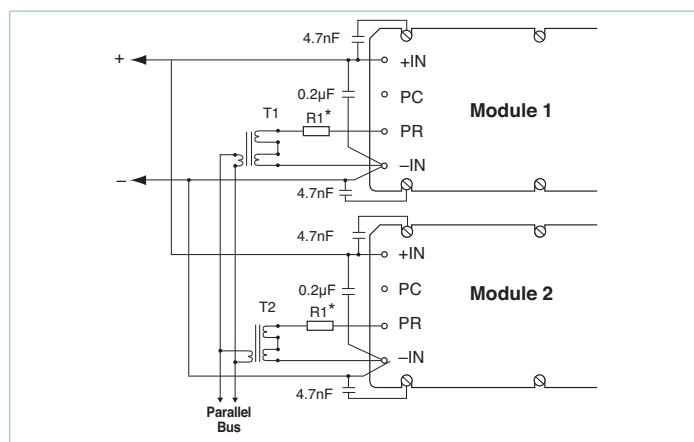 4.7nF
+
+IN
0.2µF
PC
Module 1
T1
R1*
PR
–IN
–
4.7nF
4.7nF
+IN
0.2µF
PC
Module 2
T2
R1*
PR
–IN
4.7nF
Parallel
Bus